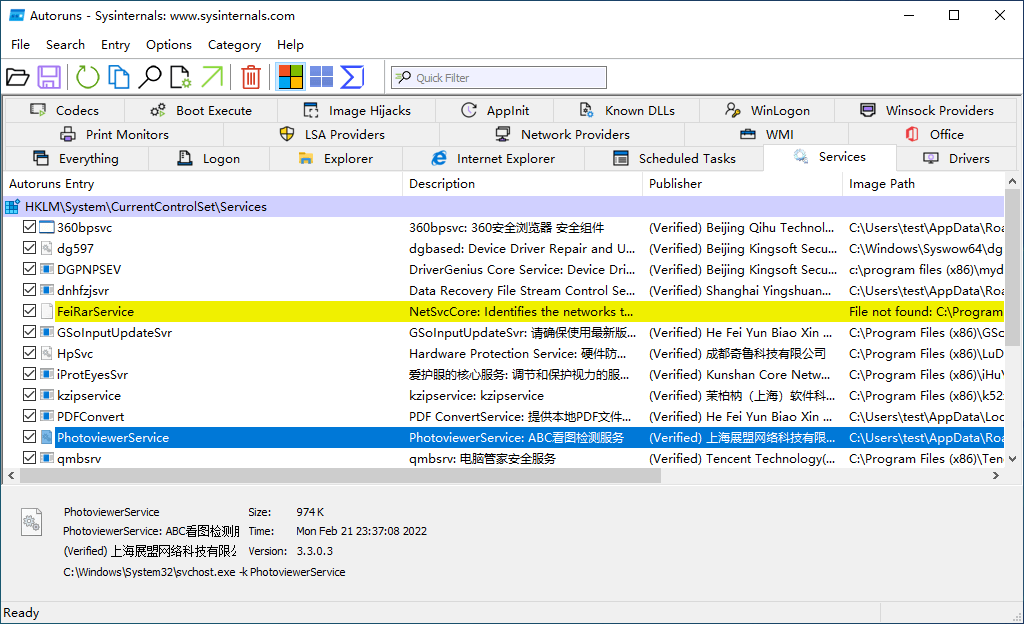 Autoruns - Sysinternals: www.sysinternals.com
File Search Entry Options Category Help
Quick Filter
Codecs Boot Execute Image Hijacks AppInit Known DLLs WinLogon Winsock Providers
Print Monitors LSA Providers Network Providers WMI Office
Everything Logon Explorer Internet Explorer Scheduled Tasks Services Drivers
Autoruns Entry Description Publisher Image Path
HKLM\System\CurrentControlSet\Services
360bpsvc 360bpsvc: 360安全浏览器 安全组件 (Verified) Beijing Qihu Technol... C:\Users\test\AppData\Roa
dg597 dgbased: Device Driver Repair and U... (Verified) Beijing Kingsoft Secu... C:\Windows\Syswow64\dg
DGPNPSEV DriverGenius Core Service: Device Dri... (Verified) Beijing Kingsoft Secu... c:\program files (x86)\myd
dnhfzjsvr Data Recovery File Stream Control Se... (Verified) Shanghai Yingshuan... C:\Users\test\AppData\Roa
FeiRarService NetSvcCore: Identifies the networks t... File not found: C:\Program
GSoInputUpdateSvr GSoInputUpdateSvr: 请确保使用最新版... (Verified) He Fei Yun Biao Xin ... C:\Program Files (x86)\GSo
HpSvc Hardware Protection Service: 硬件防... (Verified) 成都奇鲁科技有限公司 C:\Program Files (x86)\LuD
iProtEyesSvr 爱护眼的核心服务: 调节和保护视力的服... (Verified) Kunshan Core Netw... C:\Program Files (x86)\iHu\
kzipservice kzipservice: kzipservice (Verified) 茉柏枘（上海）软件科... C:\Program Files (x86)\k52
PDFConvert PDF ConvertService: 提供本地PDF文件... (Verified) He Fei Yun Biao Xin ... C:\Users\test\AppData\Loc
PhotoviewerService PhotoviewerService: ABC看图检测服务 (Verified) 上海展盟网络科技有限... C:\Users\test\AppData\Roa
qmbsrv qmbsrv: 电脑管家安全服务 (Verified) Tencent Technology(... C:\Program Files (x86)\Ten
PhotoviewerService Size: 974 K
PhotoviewerService: ABC看图检测 Time: Mon Feb 21 23:37:08 2022
(Verified) 上海展盟网络科技有限 Version: 3.3.0.3
C:\Windows\System32\svchost.exe -k PhotoviewerService
Ready